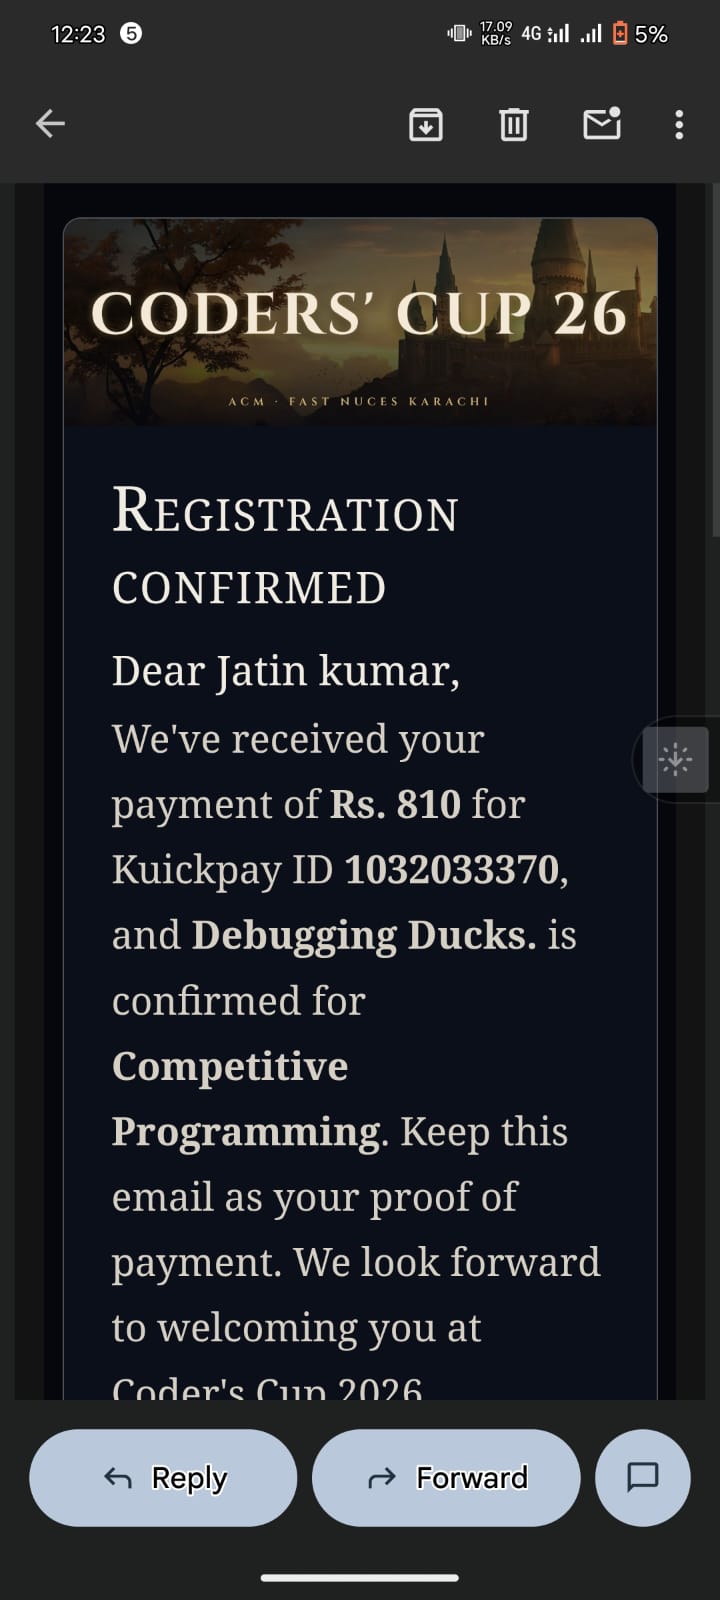 12:23 5 17.09 KB/s 4G 5%
CODERS' CUP 26
ACM · FAST NUCES KARACHI
REGISTRATION
CONFIRMED
Dear Jatin kumar,
We've received your
payment of Rs. 810 for
Kuickpay ID 1032033370,
and Debugging Ducks. is
confirmed for
Competitive
Programming. Keep this
email as your proof of
payment. We look forward
to welcoming you at
Coder's Cup 2026
Reply Forward